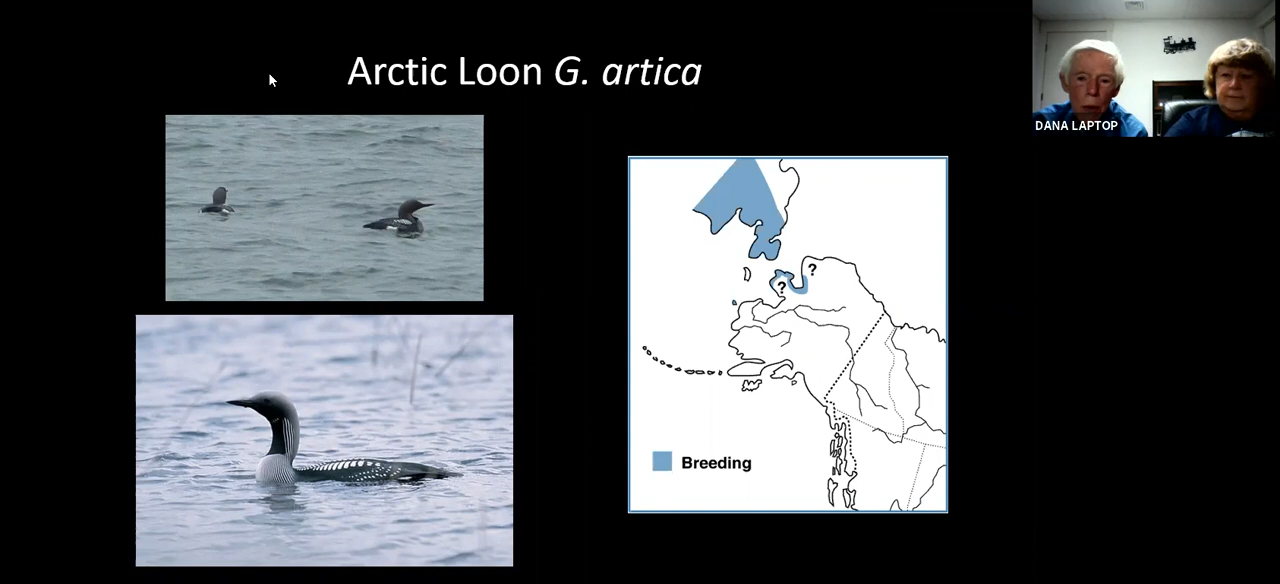 Arctic Loon G. artica
DANA LAPTOP
?
?
Breeding